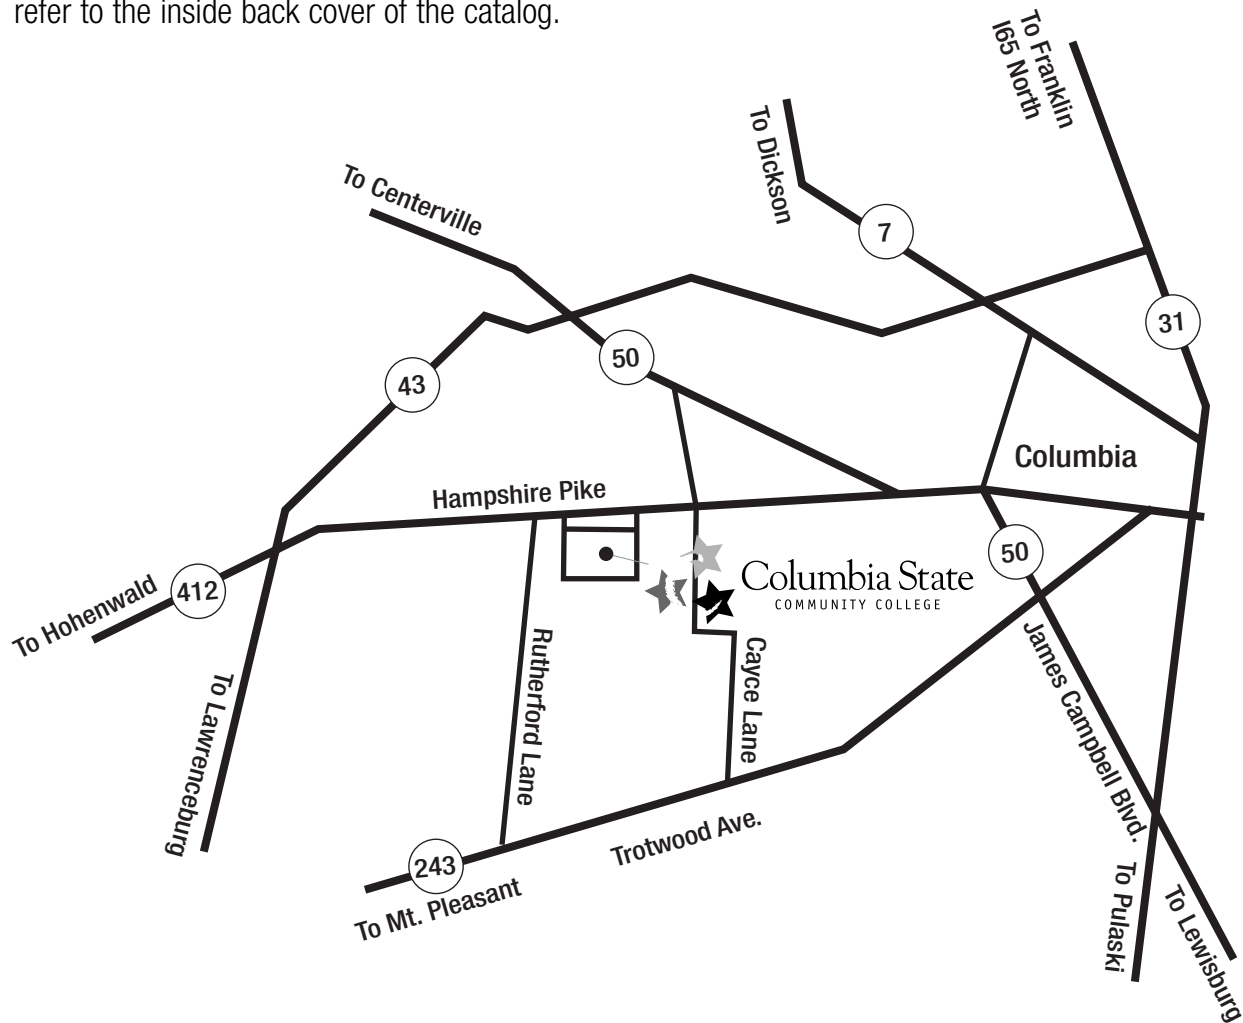 refer to the inside back cover of the catalog.
To Franklin
I65 North
To Dickson
To Centerville
7
31
50
43
Columbia
Hampshire Pike
50
412
To Hohenwald
Columbia State
COMMUNITY COLLEGE
Rutherford Lane
Cayce Lane
James Campbell Blvd.
To Lawrenceburg
Trotwood Ave.
243
To Mt. Pleasant
To Pulaski
To Lewisburg